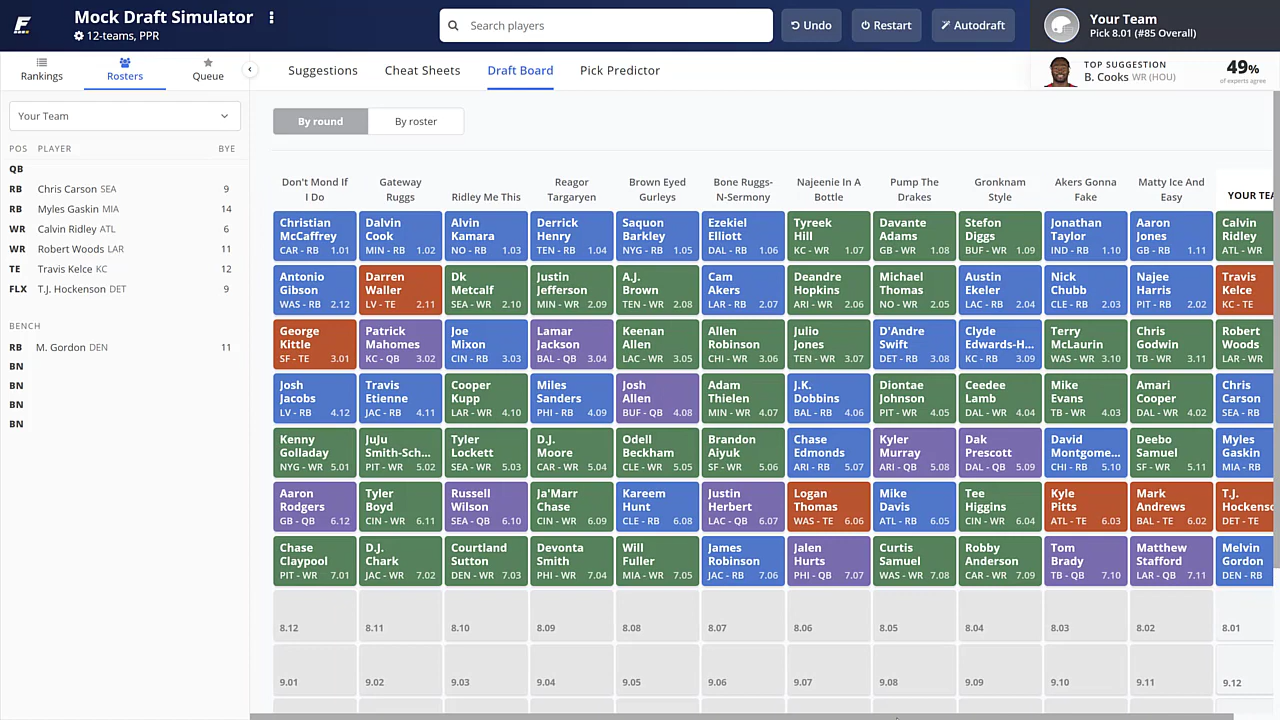 Mock Draft Simulator
12-teams, PPR
Search players
Undo
Restart
Autodraft
Your Team
Pick 8.01 (#85 Overall)
Rankings
Rosters
Queue
Suggestions
Cheat Sheets
Draft Board
Pick Predictor
TOP SUGGESTION
B. Cooks WR (HOU)
49%
of experts agree
Your Team
POS PLAYER BYE
QB
RB Chris Carson SEA 9
RB Myles Gaskin MIA 14
WR Calvin Ridley ATL 6
WR Robert Woods LAR 11
TE Travis Kelce KC 12
FLX T.J. Hockenson DET 9
BENCH
RB M. Gordon DEN 11
BN
BN
BN
BN
By round
By roster
Don't Mond If
I Do
Gateway
Ruggs
Ridley Me This
Reagor
Targaryen
Brown Eyed
Gurleys
Bone Ruggs-
N-Sermony
Najeenie In A
Bottle
Pump The
Drakes
Gronknam
Style
Akers Gonna
Fake
Matty Ice And
Easy
YOUR TEA
Christian
McCaffrey
CAR - RB 1.01
Dalvin
Cook
MIN - RB 1.02
Alvin
Kamara
NO - RB 1.03
Derrick
Henry
TEN - RB 1.04
Saquon
Barkley
NYG - RB 1.05
Ezekiel
Elliott
DAL - RB 1.06
Tyreek
Hill
KC - WR 1.07
Davante
Adams
GB - WR 1.08
Stefon
Diggs
BUF - WR 1.09
Jonathan
Taylor
IND - RB 1.10
Aaron
Jones
GB - RB 1.11
Calvin
Ridley
ATL - WR
Antonio
Gibson
WAS - RB 2.12
Darren
Waller
LV - TE 2.11
Dk
Metcalf
SEA - WR 2.10
Justin
Jefferson
MIN - WR 2.09
A.J.
Brown
TEN - WR 2.08
Cam
Akers
LAR - RB 2.07
Deandre
Hopkins
ARI - WR 2.06
Michael
Thomas
NO - WR 2.05
Austin
Ekeler
LAC - RB 2.04
Nick
Chubb
CLE - RB 2.03
Najee
Harris
PIT - RB 2.02
Travis
Kelce
KC - TE
George
Kittle
SF - TE 3.01
Patrick
Mahomes
KC - QB 3.02
Joe
Mixon
CIN - RB 3.03
Lamar
Jackson
BAL - QB 3.04
Keenan
Allen
LAC - WR 3.05
Allen
Robinson
CHI - WR 3.06
Julio
Jones
TEN - WR 3.07
D'Andre
Swift
DET - RB 3.08
Clyde
Edwards-H...
KC - RB 3.09
Terry
McLaurin
WAS - WR 3.10
Chris
Godwin
TB - WR 3.11
Robert
Woods
LAR - WR
Josh
Jacobs
LV - RB 4.12
Travis
Etienne
JAC - RB 4.11
Cooper
Kupp
LAR - WR 4.10
Miles
Sanders
PHI - RB 4.09
Josh
Allen
BUF - QB 4.08
Adam
Thielen
MIN - WR 4.07
J.K.
Dobbins
BAL - RB 4.06
Diontae
Johnson
PIT - WR 4.05
Ceedee
Lamb
DAL - WR 4.04
Mike
Evans
TB - WR 4.03
Amari
Cooper
DAL - WR 4.02
Chris
Carson
SEA - RB
Kenny
Golladay
NYG - WR 5.01
JuJu
Smith-Sch...
PIT - WR 5.02
Tyler
Lockett
SEA - WR 5.03
D.J.
Moore
CAR - WR 5.04
Odell
Beckham
CLE - WR 5.05
Brandon
Aiyuk
SF - WR 5.06
Chase
Edmonds
ARI - RB 5.07
Kyler
Murray
ARI - QB 5.08
Dak
Prescott
DAL - QB 5.09
David
Montgome...
CHI - RB 5.10
Deebo
Samuel
SF - WR 5.11
Myles
Gaskin
MIA - RB
Aaron
Rodgers
GB - QB 6.12
Tyler
Boyd
CIN - WR 6.11
Russell
Wilson
SEA - QB 6.10
Ja'Marr
Chase
CIN - WR 6.09
Kareem
Hunt
CLE - RB 6.08
Justin
Herbert
LAC - QB 6.07
Logan
Thomas
WAS - TE 6.06
Mike
Davis
ATL - RB 6.05
Tee
Higgins
CIN - WR 6.04
Kyle
Pitts
ATL - TE 6.03
Mark
Andrews
BAL - TE 6.02
T.J.
Hockenso
DET - TE
Chase
Claypool
PIT - WR 7.01
D.J.
Chark
JAC - WR 7.02
Courtland
Sutton
DEN - WR 7.03
Devonta
Smith
PHI - WR 7.04
Will
Fuller
MIA - WR 7.05
James
Robinson
JAC - RB 7.06
Jalen
Hurts
PHI - QB 7.07
Curtis
Samuel
WAS - WR 7.08
Robby
Anderson
CAR - WR 7.09
Tom
Brady
TB - QB 7.10
Matthew
Stafford
LAR - QB 7.11
Melvin
Gordon
DEN - RB
8.12 8.11 8.10 8.09 8.08 8.07 8.06 8.05 8.04 8.03 8.02 8.01
9.01 9.02 9.03 9.04 9.05 9.06 9.07 9.08 9.09 9.10 9.11 9.12